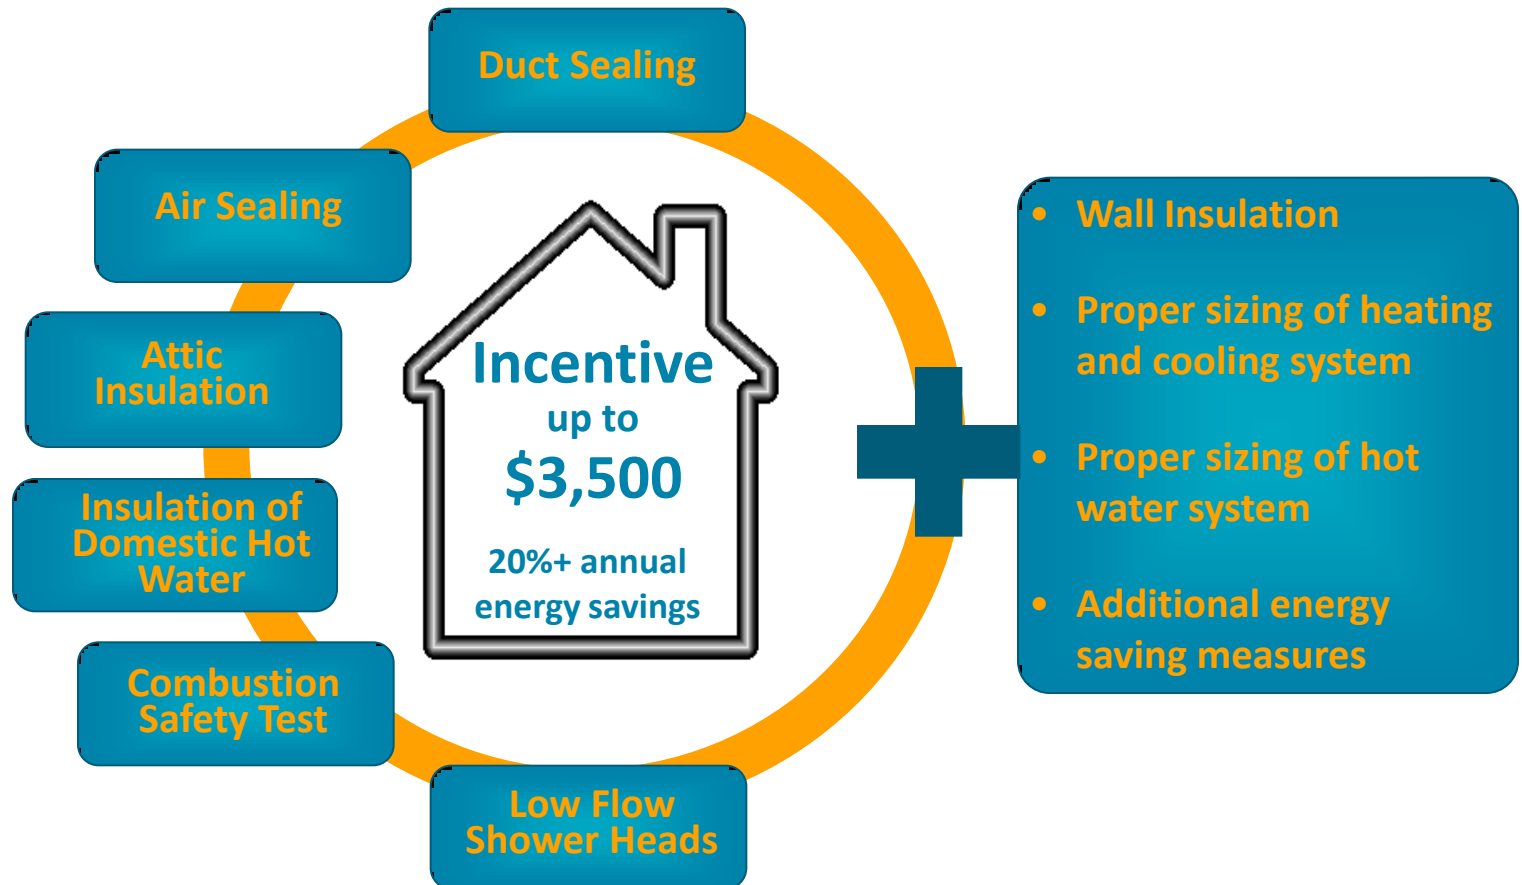 Duct Sealing
Air Sealing
Attic
Insulation
Insulation of
Domestic Hot
Water
Combustion
Safety Test
Low Flow
Shower Heads
Incentive
up to
$3,500
20%+ annual
energy savings
• Wall Insulation
• Proper sizing of heating
and cooling system
• Proper sizing of hot
water system
• Additional energy
saving measures